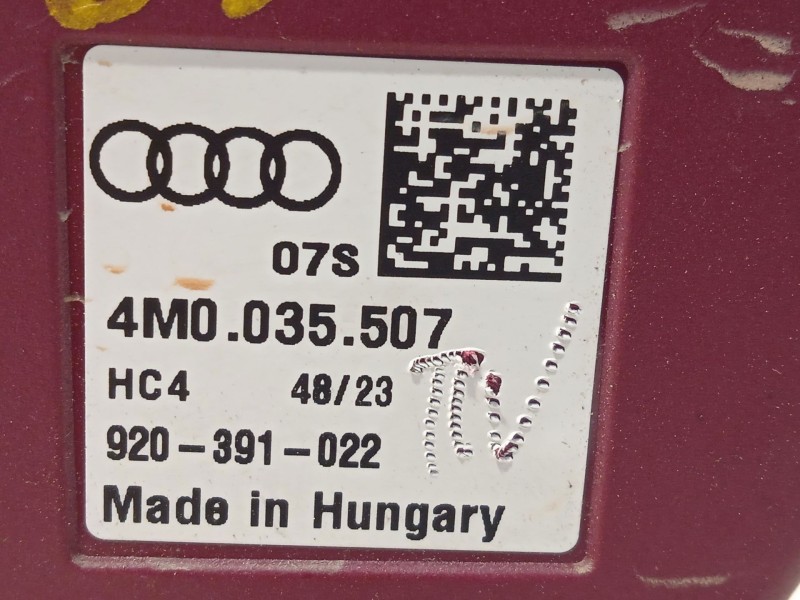 07S
4M0.035.507
HC4 48/23
920-391-022
Made in Hungary